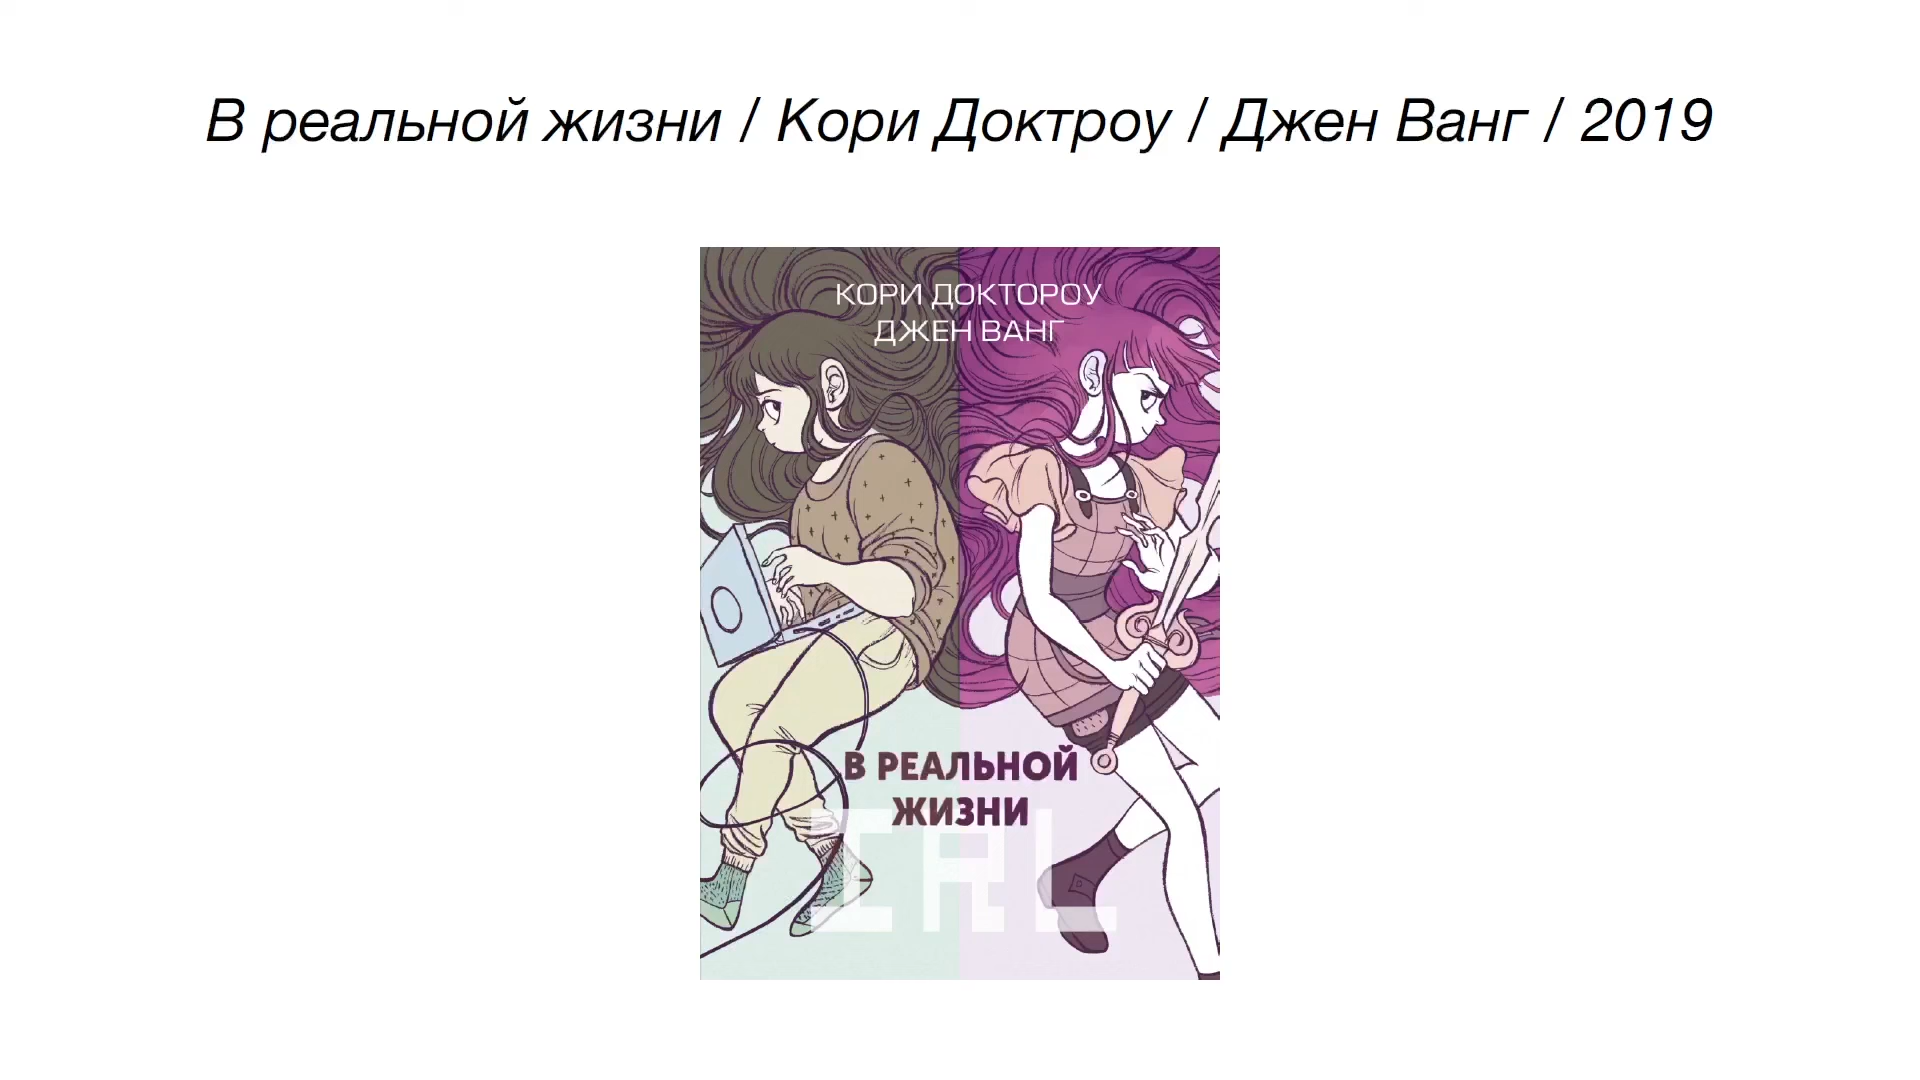 В реальной жизни / Кори Доктроу / Джен Ванг / 2019
КОРИ ДОКТОРОУ
ДЖЕН ВАНГ
В РЕАЛЬНОЙ
ЖИЗНИ
IRL